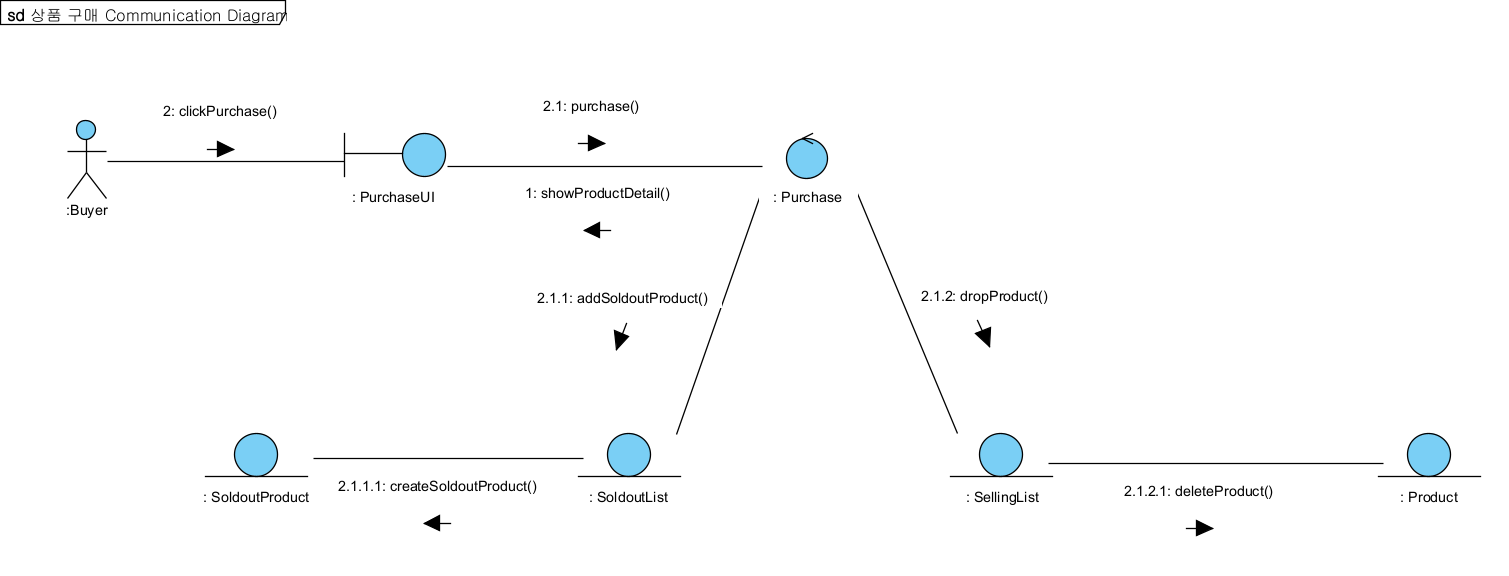 sd 상품 구매 Communication Diagram
2: clickPurchase()
2.1: purchase()
:Buyer
: PurchaseUI
1: showProductDetail()
: Purchase
2.1.1: addSoldoutProduct()
2.1.2: dropProduct()
: SoldoutProduct
2.1.1.1: createSoldoutProduct()
: SoldoutList
: SellingList
2.1.2.1: deleteProduct()
: Product